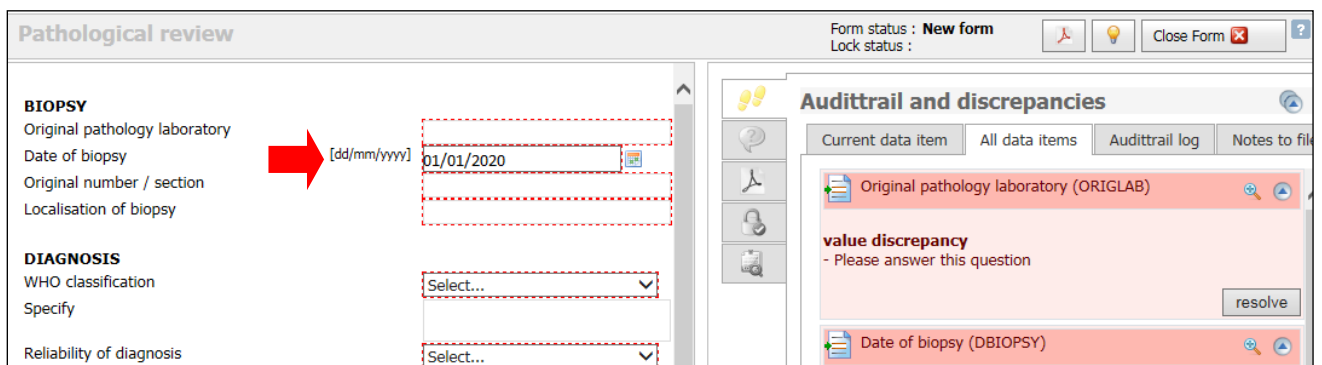 Pathological review
Form status : New form
Lock status :
Close Form
?
BIOPSY
Original pathology laboratory
Date of biopsy [dd/mm/yyyy] 01/01/2020
Original number / section
Localisation of biopsy
DIAGNOSIS
WHO classification Select...
Specify
Reliability of diagnosis Select...
Audittrail and discrepancies
Current data item All data items Audittrail log Notes to file
Original pathology laboratory (ORIGLAB)
value discrepancy
- Please answer this question
resolve
Date of biopsy (DBIOPSY)